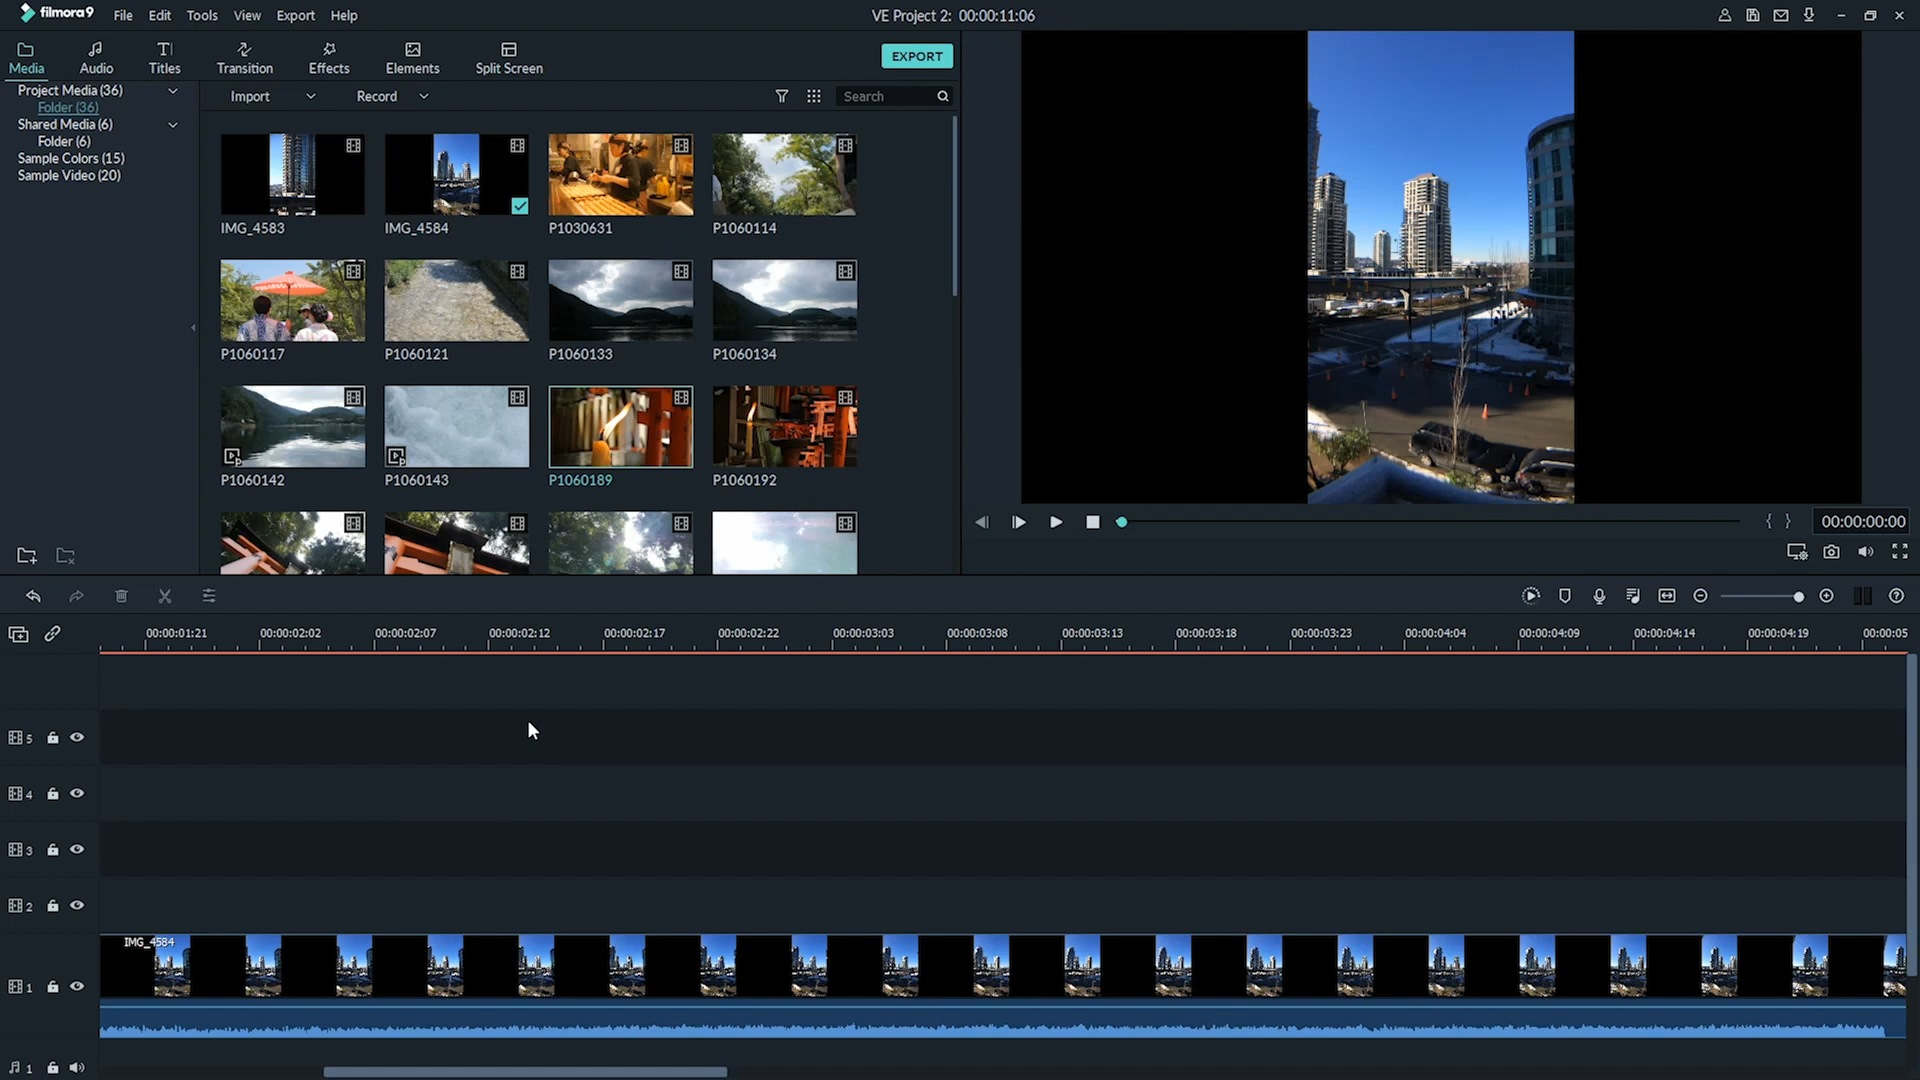 filmora9 File Edit Tools View Export Help VE Project 2: 00:00:11:06
Media Audio Titles Transition Effects Elements Split Screen EXPORT
Project Media (36)
Folder (36)
Shared Media (6)
Folder (6)
Sample Colors (15)
Sample Video (20)
Import Record Search
IMG_4583 IMG_4584 P1030631 P1060114
P1060117 P1060121 P1060133 P1060134
P1060142 P1060143 P1060189 P1060192
00:00:00:00
00:00:01:21 00:00:02:02 00:00:02:07 00:00:02:12 00:00:02:17 00:00:02:22 00:00:03:03 00:00:03:08 00:00:03:13 00:00:03:18 00:00:03:23 00:00:04:04 00:00:04:09 00:00:04:14 00:00:04:19 00:00:05
5
4
3
2
IMG_4584
1
1